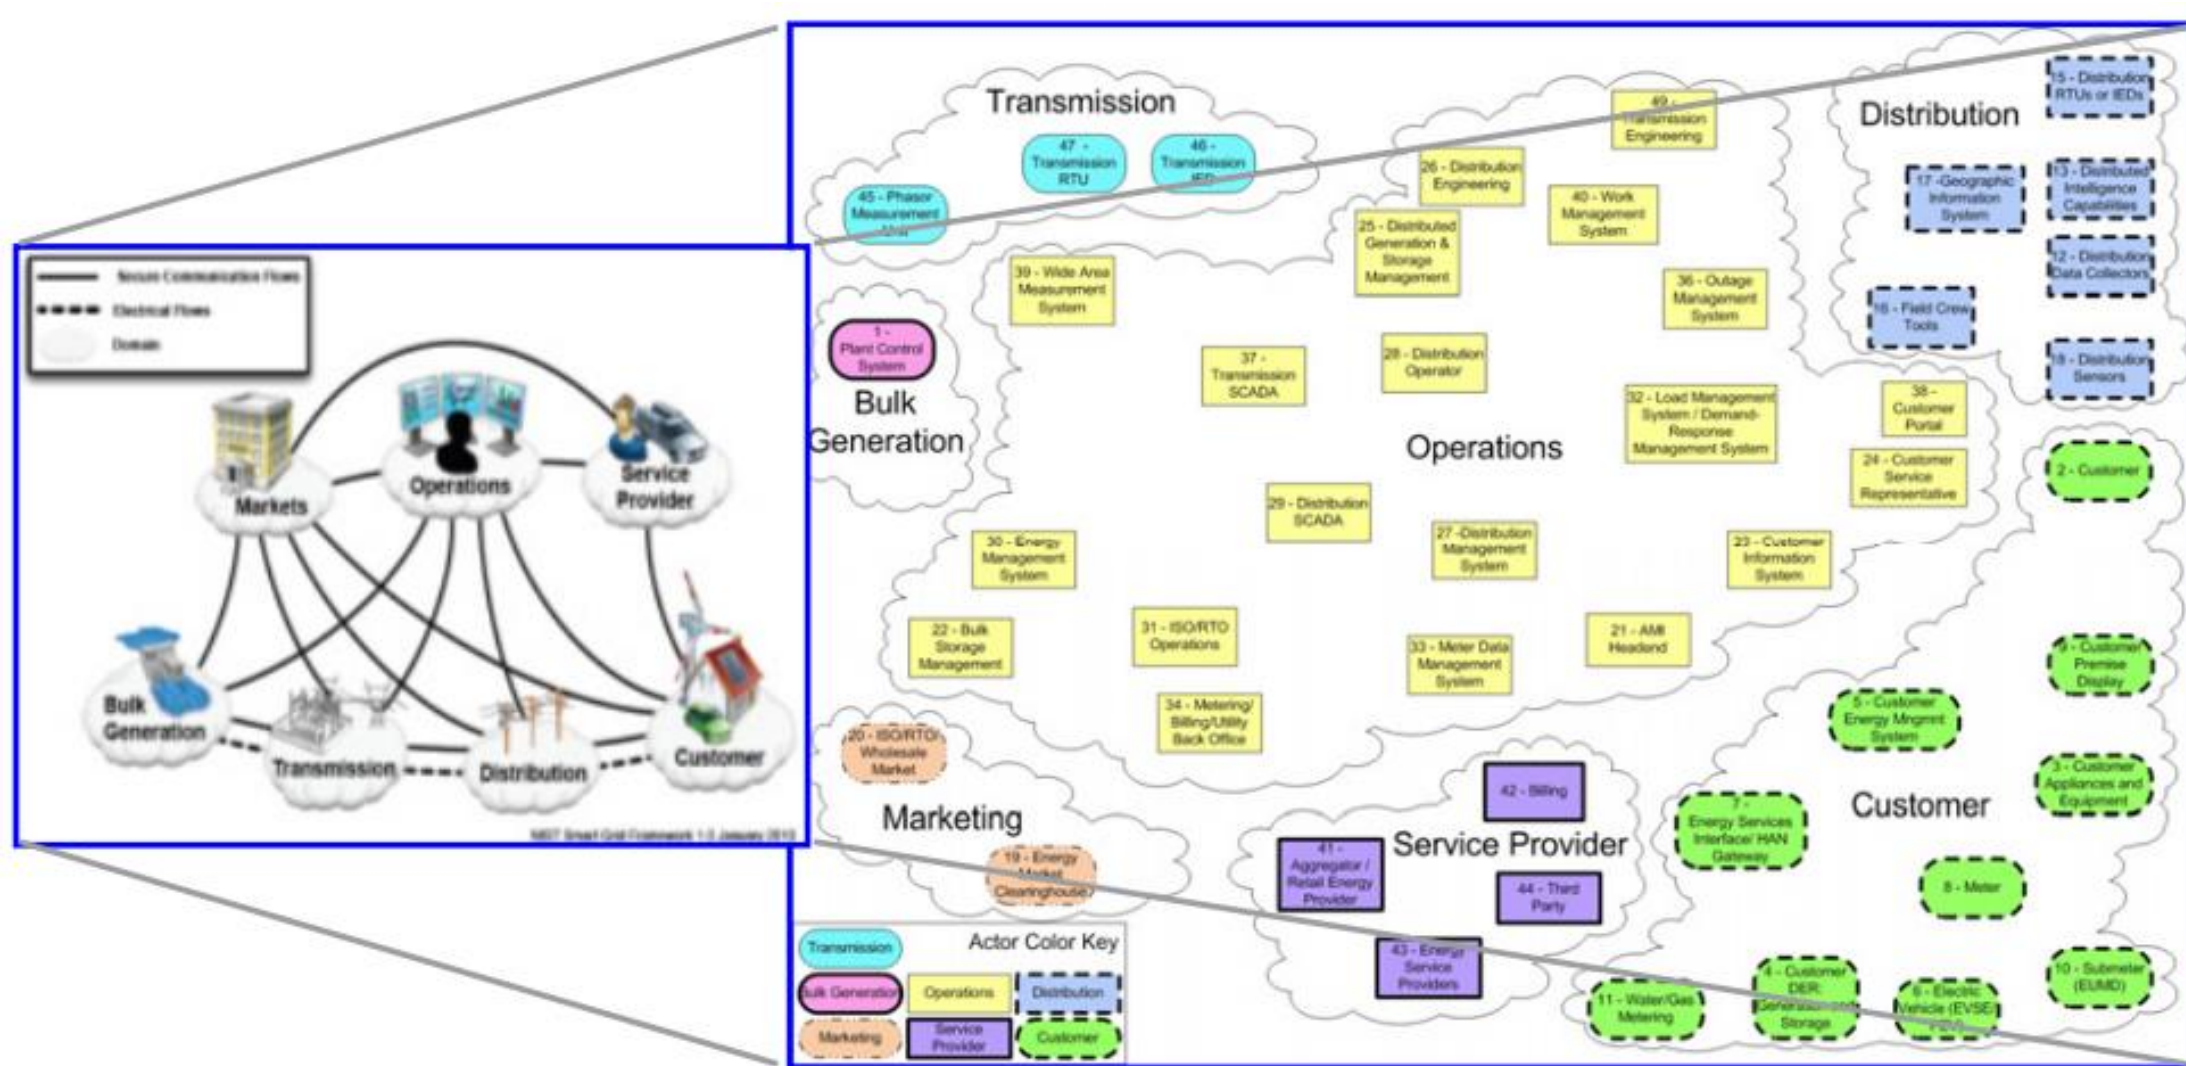 Secure Communication Flows
Electrical Flows
Domain
Markets
Operations
Service
Provider
Bulk
Generation
Transmission
Distribution
Customer
NIST Smart Grid Framework 1.0 January 2010
Transmission
47 -
Transmission
RTU
46 -
Transmission
IED
45 - Phasor
Measurement
Unit
1 -
Plant Control
System
Bulk
Generation
Operations
49 -
Transmission
Engineering
26 - Distribution
Engineering
40 - Work
Management
System
25 - Distributed
Generation &
Storage
Management
39 - Wide Area
Measurement
System
36 - Outage
Management
System
37 -
Transmission
SCADA
28 - Distribution
Operator
32 - Load Management
System / Demand-
Response
Management System
38 -
Customer
Portal
24 - Customer
Service
Representative
29 - Distribution
SCADA
27 -Distribution
Management
System
23 - Customer
Information
System
30 - Energy
Management
System
22 - Bulk
Storage
Management
31 - ISO/RTO
Operations
33 - Meter Data
Management
System
21 - AMI
Headend
34 - Metering/
Billing/Utility
Back Office
Distribution
15 - Distribution
RTUs or IEDs
17 -Geographic
Information
System
13 - Distributed
Intelligence
Capabilities
12 - Distribution
Data Collectors
16 - Field Crew
Tools
18 - Distribution
Sensors
Marketing
20 - ISO/RTO/
Wholesale
Market
19 - Energy
Market
Clearinghouse
Service Provider
42 - Billing
41 -
Aggregator /
Retail Energy
Provider
44 - Third
Party
43 - Energy
Service
Providers
Customer
2 - Customer
9 - Customer
Premise
Display
5 - Customer
Energy Mngmnt
System
3 - Customer
Appliances and
Equipment
7 -
Energy Services
Interface/ HAN
Gateway
8 - Meter
10 - Submeter
(EUMD)
11 - Water/Gas
Metering
4 - Customer
DER:
Generation
Storage
6 - Electric
Vehicle (EVSE/
Actor Color Key
Transmission
Bulk Generation
Operations
Distribution
Marketing
Service
Provider
Customer